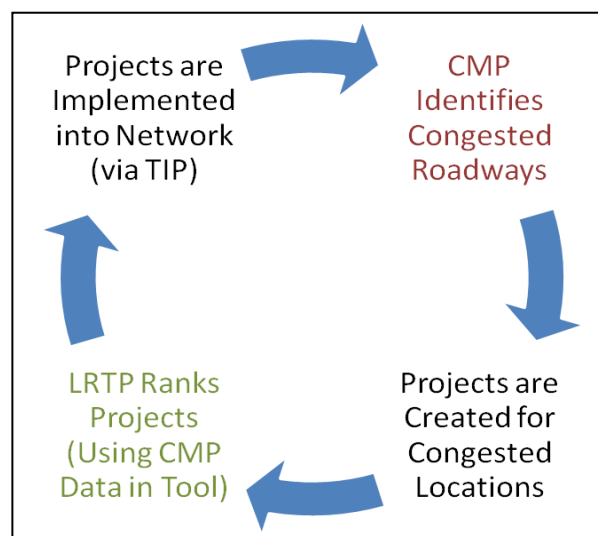 Projects are
Implemented
into Network
(via TIP)
CMP
Identifies
Congested
Roadways
Projects are
Created for
Congested
Locations
LRTP Ranks
Projects
(Using CMP
Data in Tool)